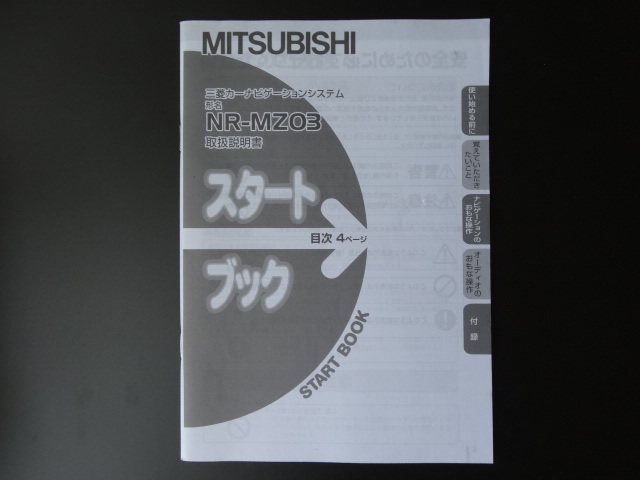 MITSUBISHI
三菱カーナビゲーションシステム
形名
NR-MZ03
取扱説明書
スタート
目次 4ページ
ブック
START BOOK
使い始める前に
覚えていただき
たいこと
ナビゲーションの
おもな操作
オーディオの
おもな操作
付録